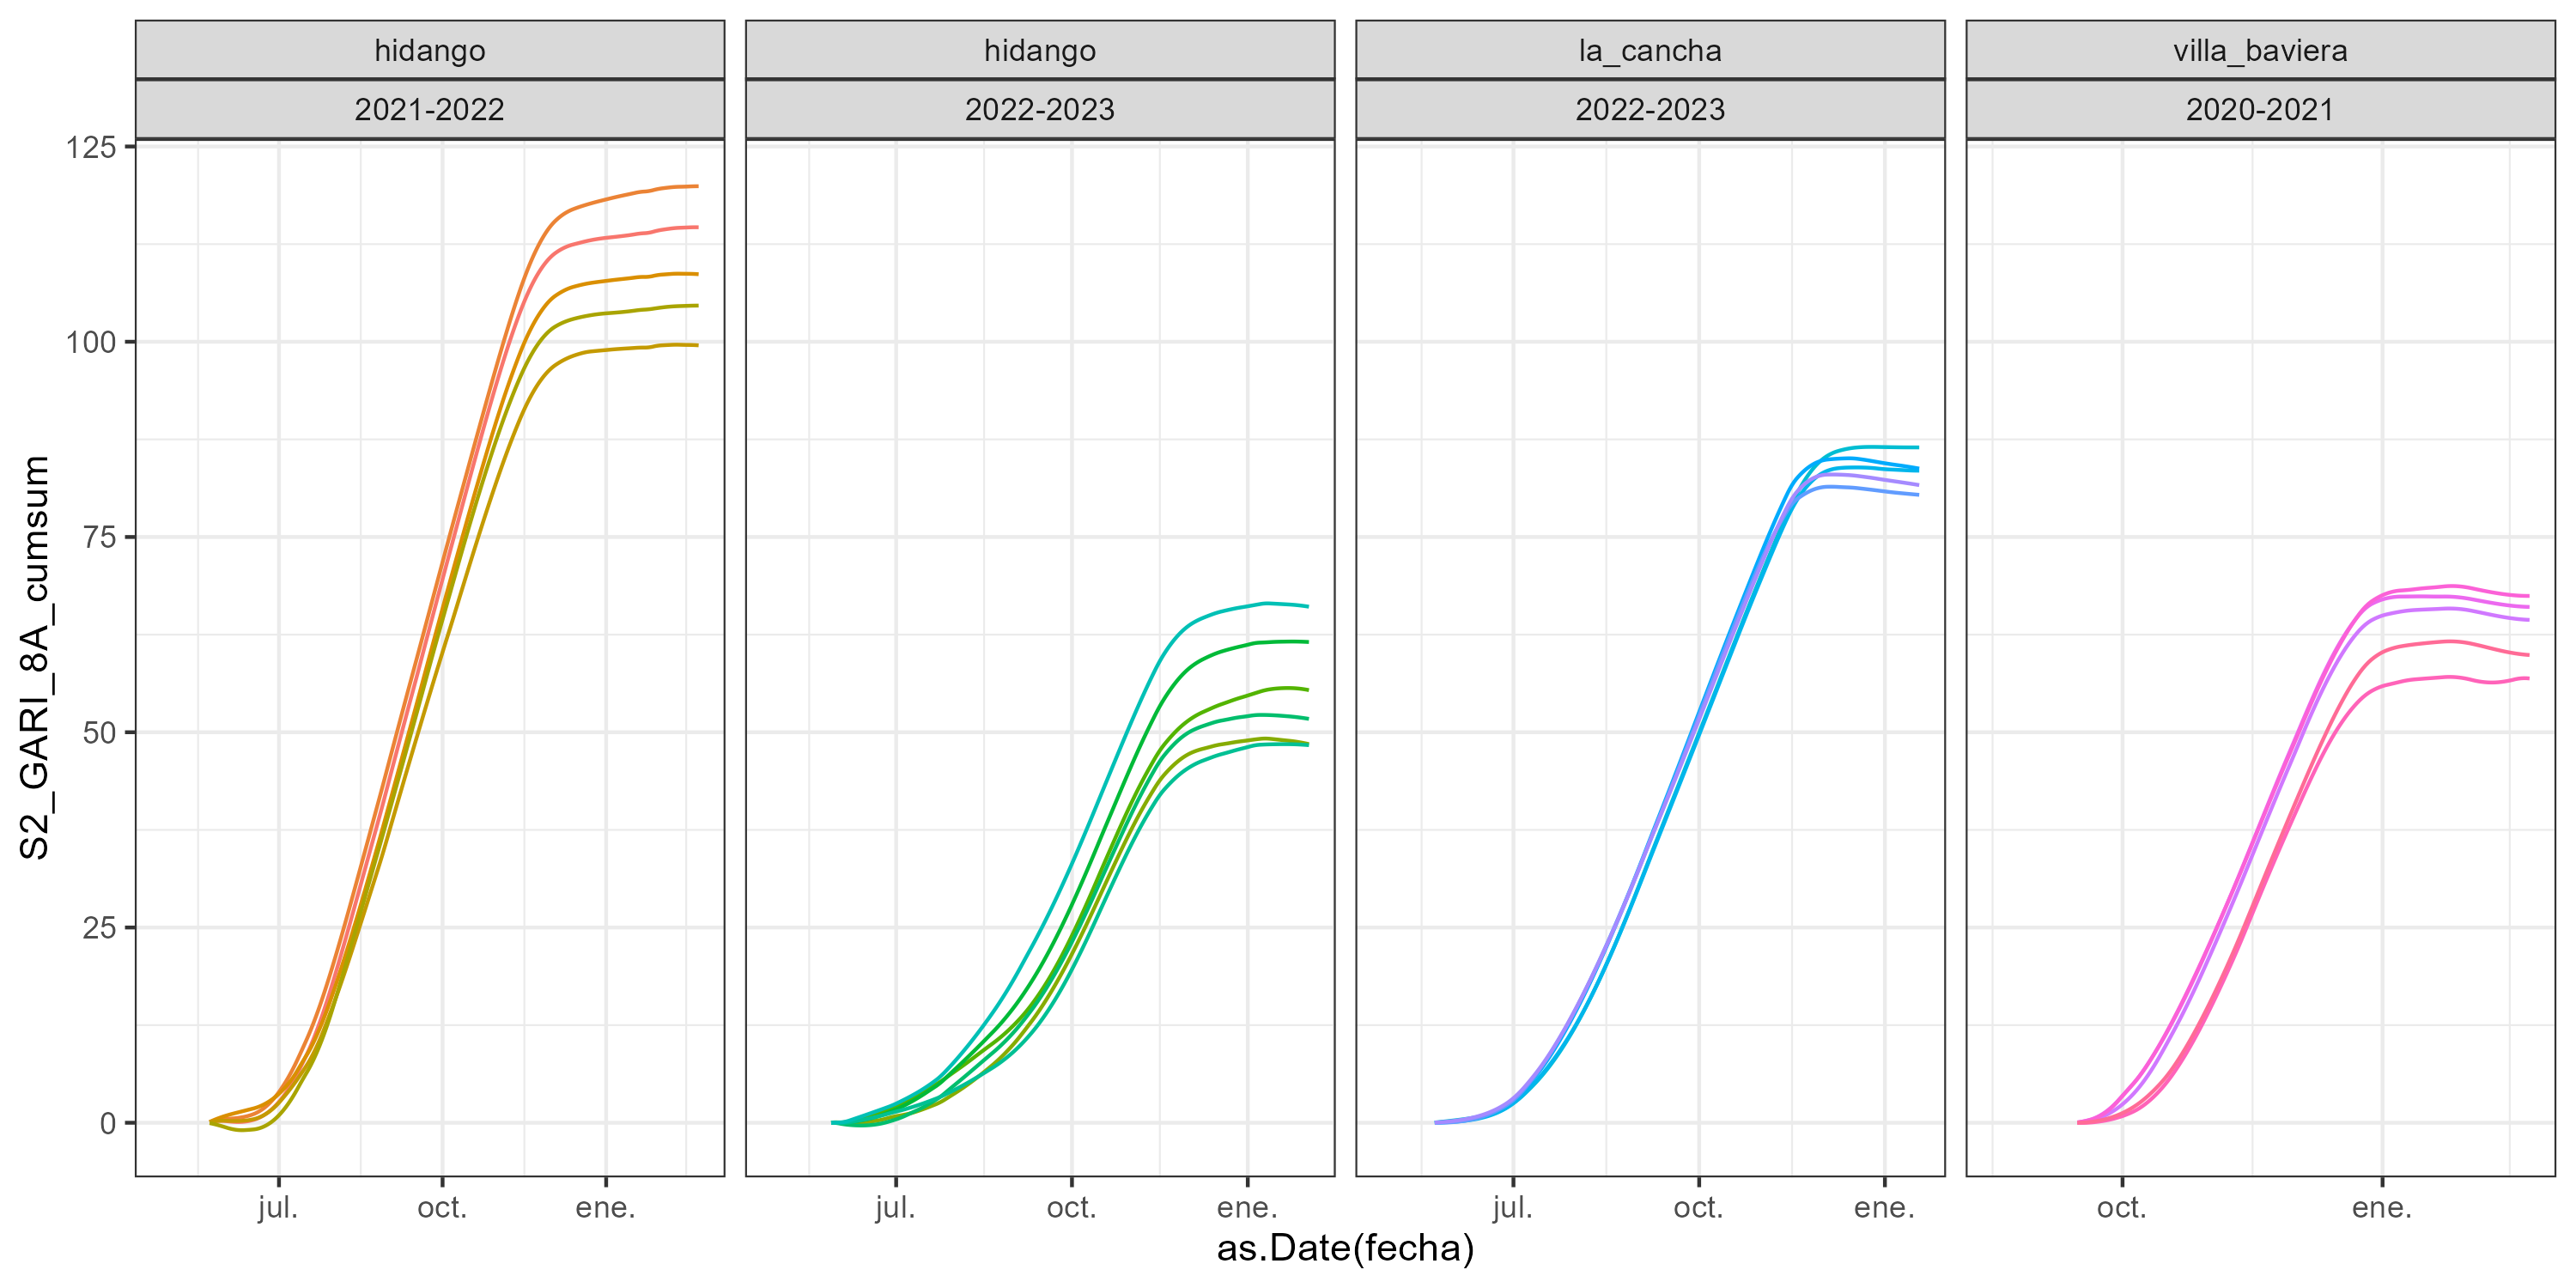 hidango
hidango
la_cancha
villa_baviera
2021-2022
2022-2023
2022-2023
2020-2021
125
100
75
50
25
0
S2_GARI_8A_cumsum
jul.
oct.
ene.
jul.
oct.
ene.
jul.
oct.
ene.
oct.
ene.
as.Date(fecha)